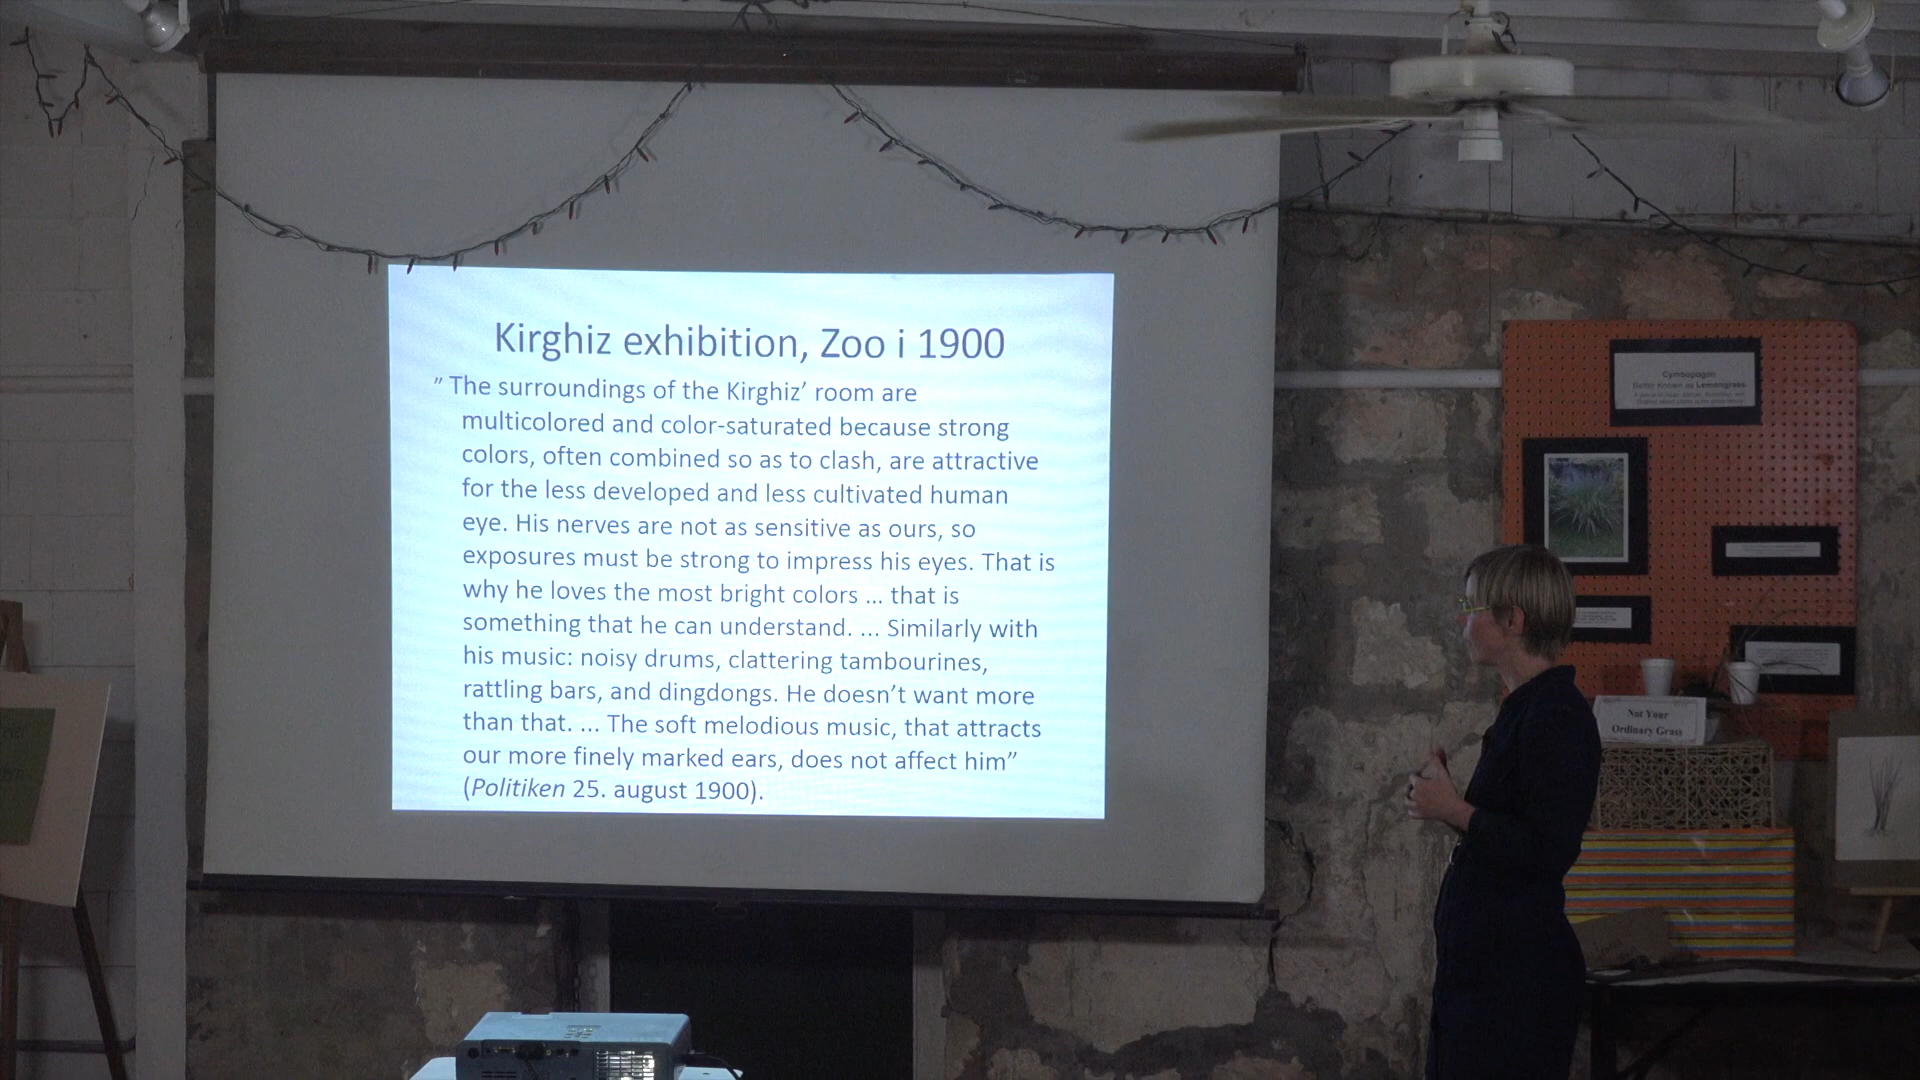 Kirghiz exhibition, Zoo i 1900
” The surroundings of the Kirghiz’ room are
multicolored and color-saturated because strong
colors, often combined so as to clash, are attractive
for the less developed and less cultivated human
eye. His nerves are not as sensitive as ours, so
exposures must be strong to impress his eyes. That is
why he loves the most bright colors ... that is
something that he can understand. ... Similarly with
his music: noisy drums, clattering tambourines,
rattling bars, and dingdongs. He doesn’t want more
than that. ... The soft melodious music, that attracts
our more finely marked ears, does not affect him”
(Politiken 25. august 1900).
Cymbopogon
Better Known as Lemongrass
Not Your
Ordinary Grass